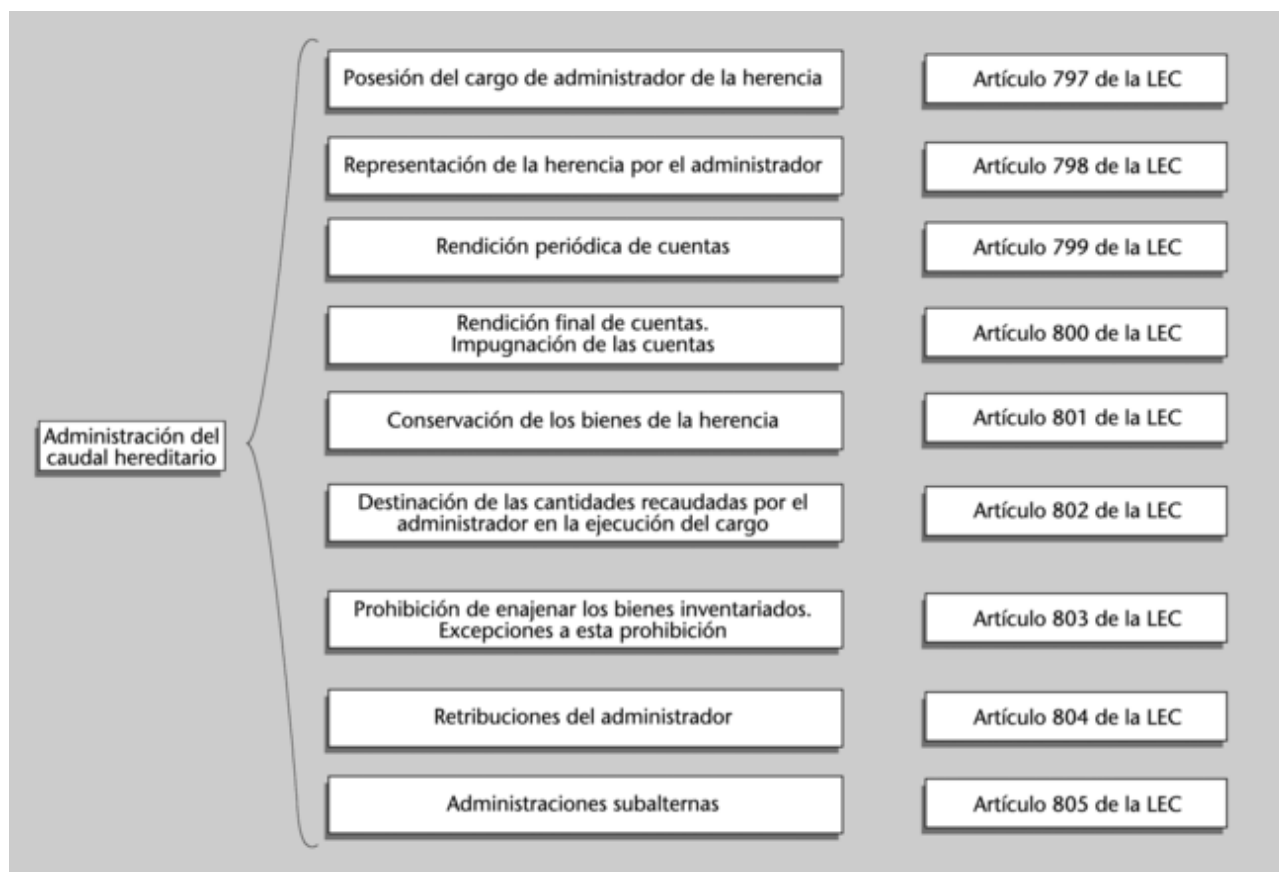 Posesión del cargo de administrador de la herencia
Artículo 797 de la LEC
Representación de la herencia por el administrador
Artículo 798 de la LEC
Rendición periódica de cuentas
Artículo 799 de la LEC
Rendición final de cuentas.
Impugnación de las cuentas
Artículo 800 de la LEC
Administración del
caudal hereditario
Conservación de los bienes de la herencia
Artículo 801 de la LEC
Destinación de las cantidades recaudadas por el
administrador en la ejecución del cargo
Artículo 802 de la LEC
Prohibición de enajenar los bienes inventariados.
Excepciones a esta prohibición
Artículo 803 de la LEC
Retribuciones del administrador
Artículo 804 de la LEC
Administraciones subalternas
Artículo 805 de la LEC